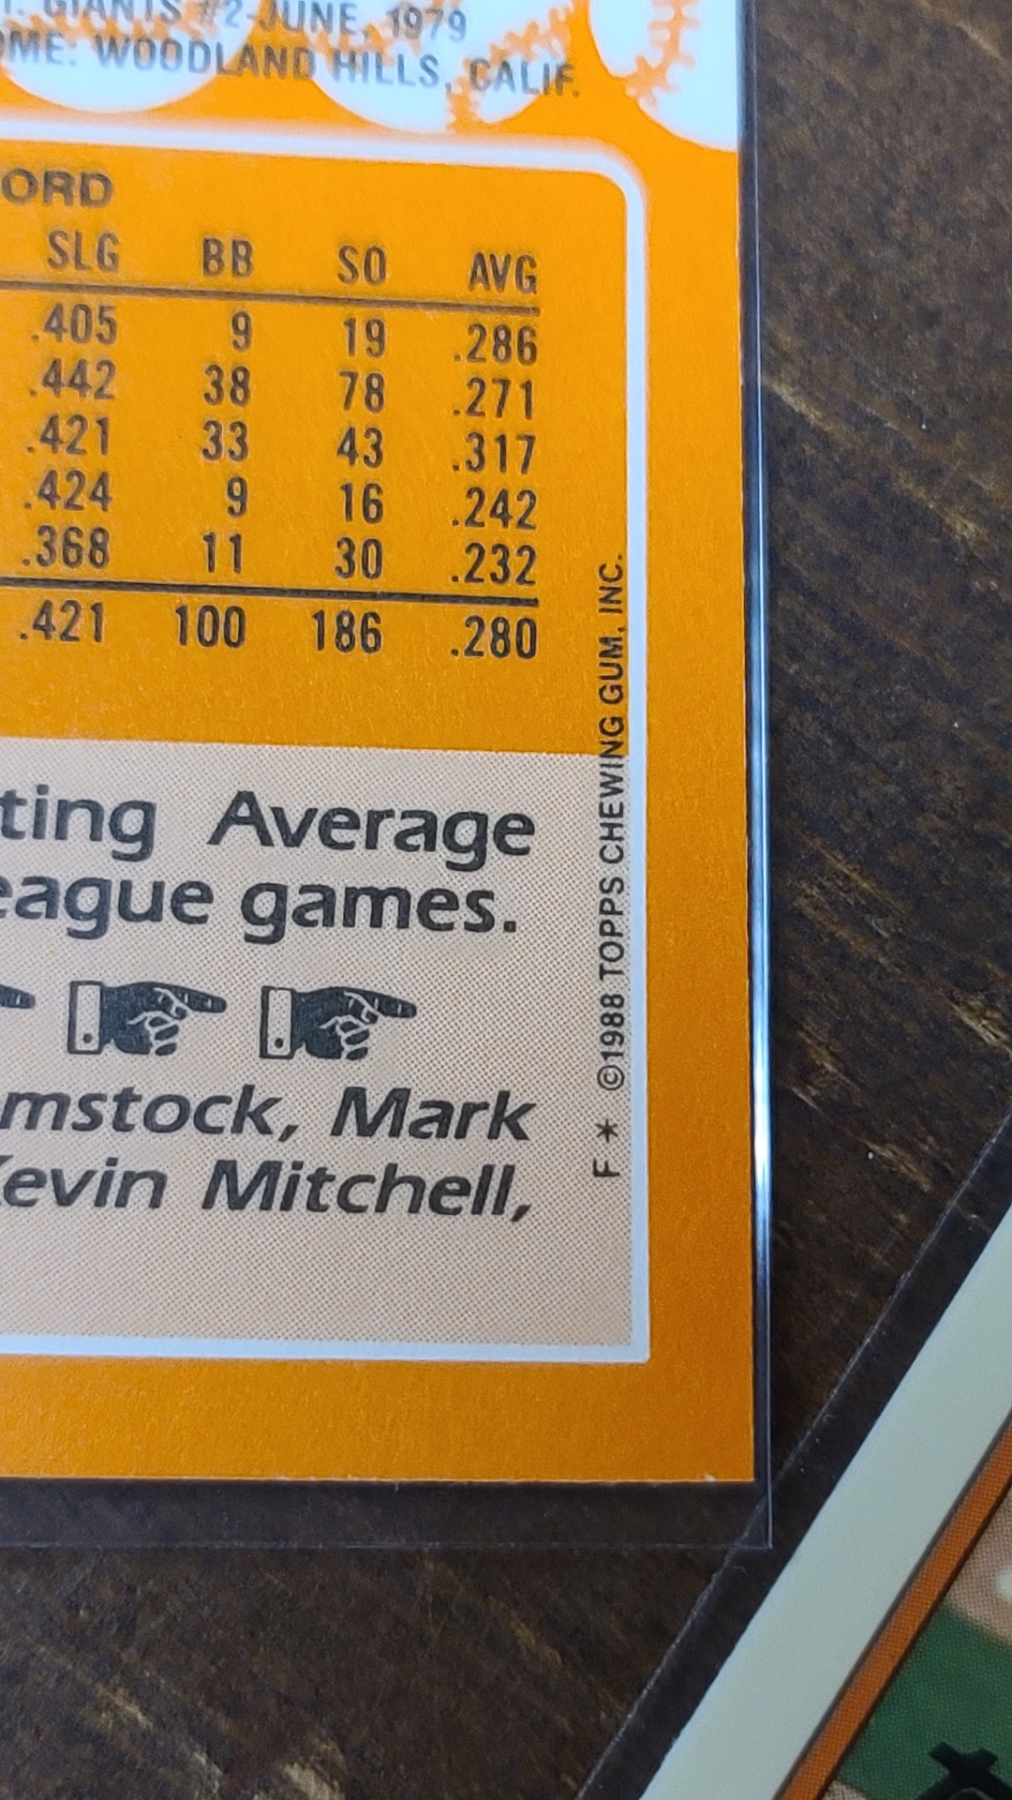 GIANTS #2-JUNE, 1979
OME: WOODLAND HILLS, CALIF.
ORD
SLG BB SO AVG
.405 9 19 .286
.442 38 78 .271
.421 33 43 .317
.424 9 16 .242
.368 11 30 .232
.421 100 186 .280
ting Average
eague games.
mstock, Mark
Kevin Mitchell,
F * ©1988 TOPPS CHEWING GUM, INC.